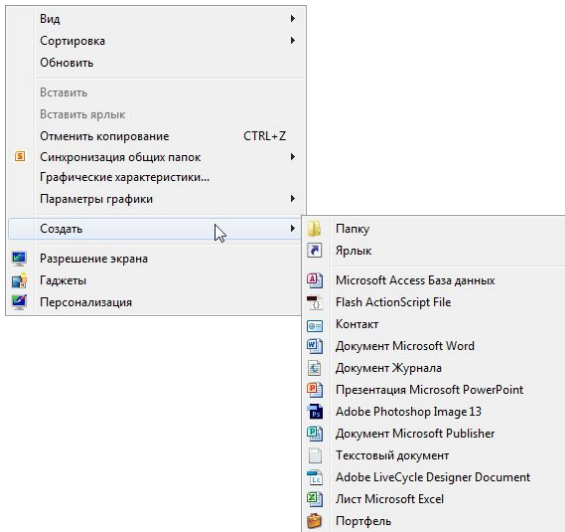 Вид
Сортировка
Обновить
Вставить
Вставить ярлык
Отменить копирование CTRL+Z
Синхронизация общих папок
Графические характеристики...
Параметры графики
Создать
Разрешение экрана
Гаджеты
Персонализация
Папку
Ярлык
Microsoft Access База данных
Flash ActionScript File
Контакт
Документ Microsoft Word
Документ Журнала
Презентация Microsoft PowerPoint
Adobe Photoshop Image 13
Документ Microsoft Publisher
Текстовый документ
Adobe LiveCycle Designer Document
Лист Microsoft Excel
Портфель